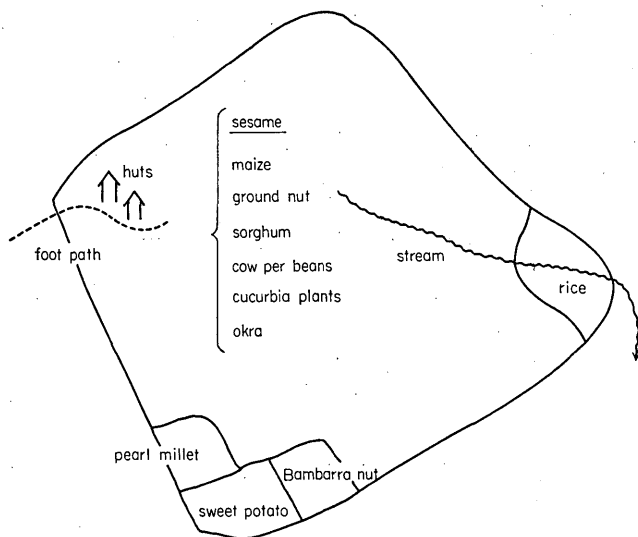 sesame
huts
maize
ground nut
sorghum
foot path
stream
cow per beans
rice
cucurbia plants
okra
pearl millet
Bambarra nut
sweet potato